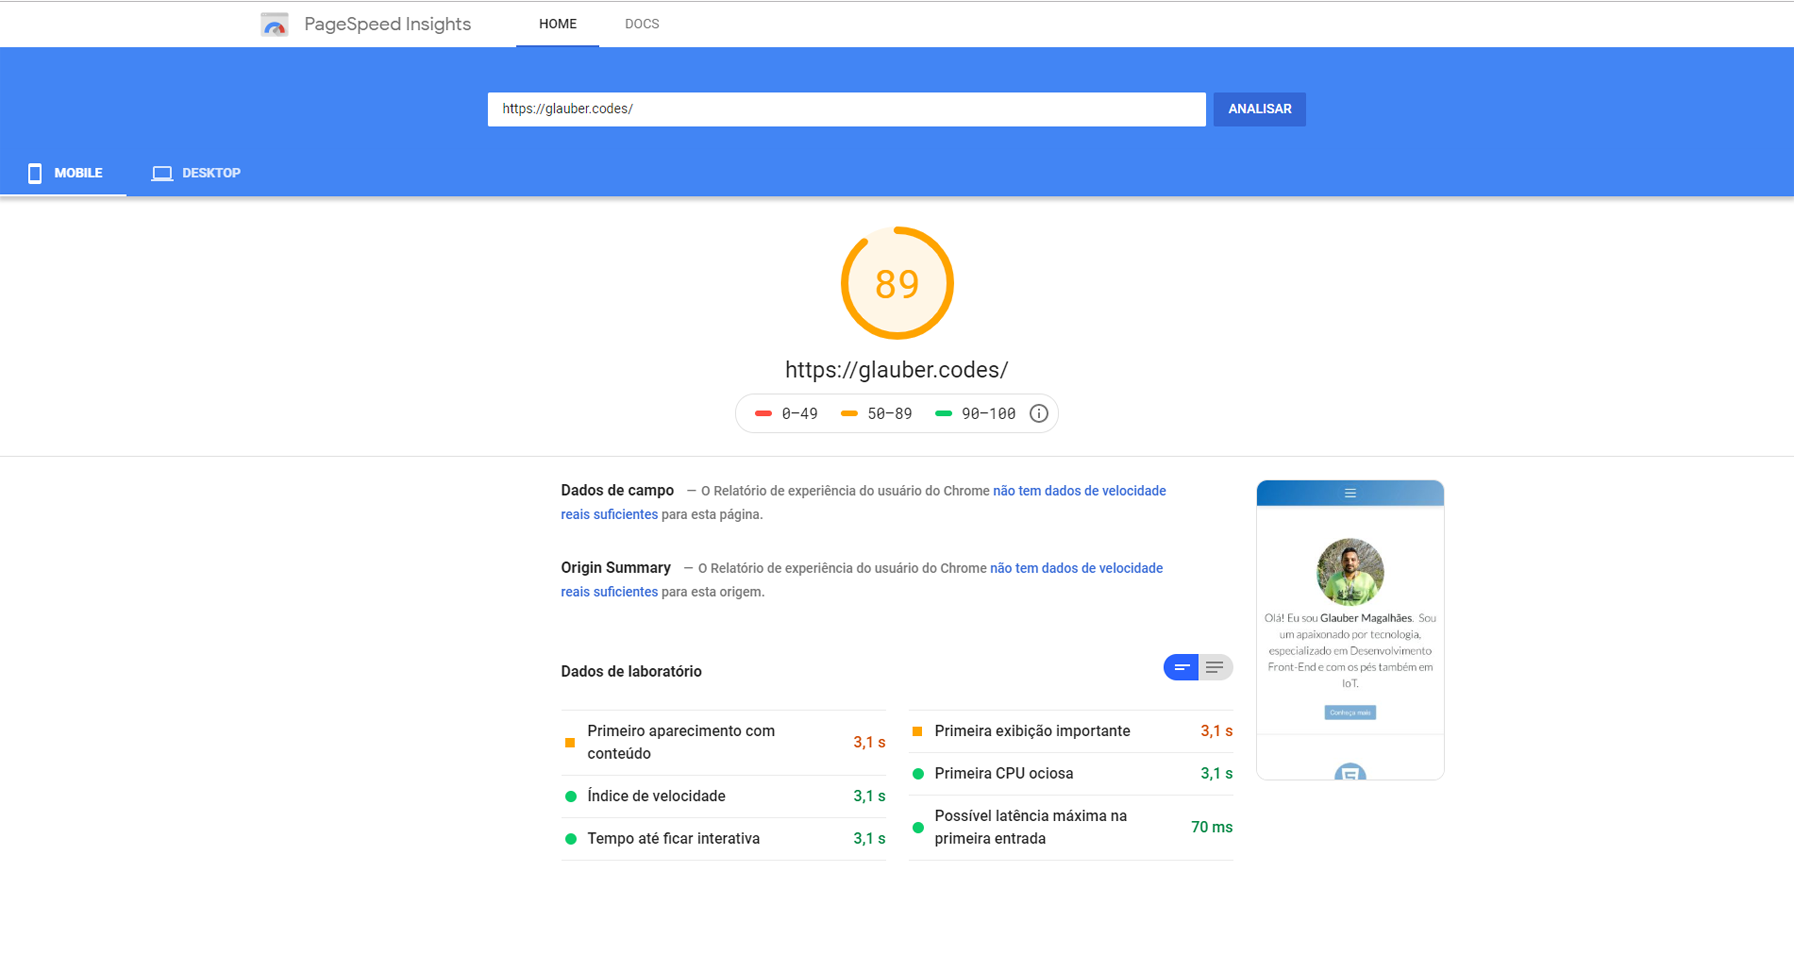 PageSpeed Insights
HOME
DOCS
https://glauber.codes/
ANALISAR
MOBILE
DESKTOP
89
https://glauber.codes/
0–49
50–89
90–100
Dados de campo — O Relatório de experiência do usuário do Chrome não tem dados de velocidade
reais suficientes para esta página.
Origin Summary — O Relatório de experiência do usuário do Chrome não tem dados de velocidade
reais suficientes para esta origem.
Dados de laboratório
Primeiro aparecimento com
conteúdo
3,1 s
Índice de velocidade
3,1 s
Tempo até ficar interativa
3,1 s
Primeira exibição importante
3,1 s
Primeira CPU ociosa
3,1 s
Possível latência máxima na
primeira entrada
70 ms
Olá! Eu sou Glauber Magalhães. Sou
um apaixonado por tecnologia,
especializado em Desenvolvimento
Front-End e com os pés também em
IoT.
Conheça mais